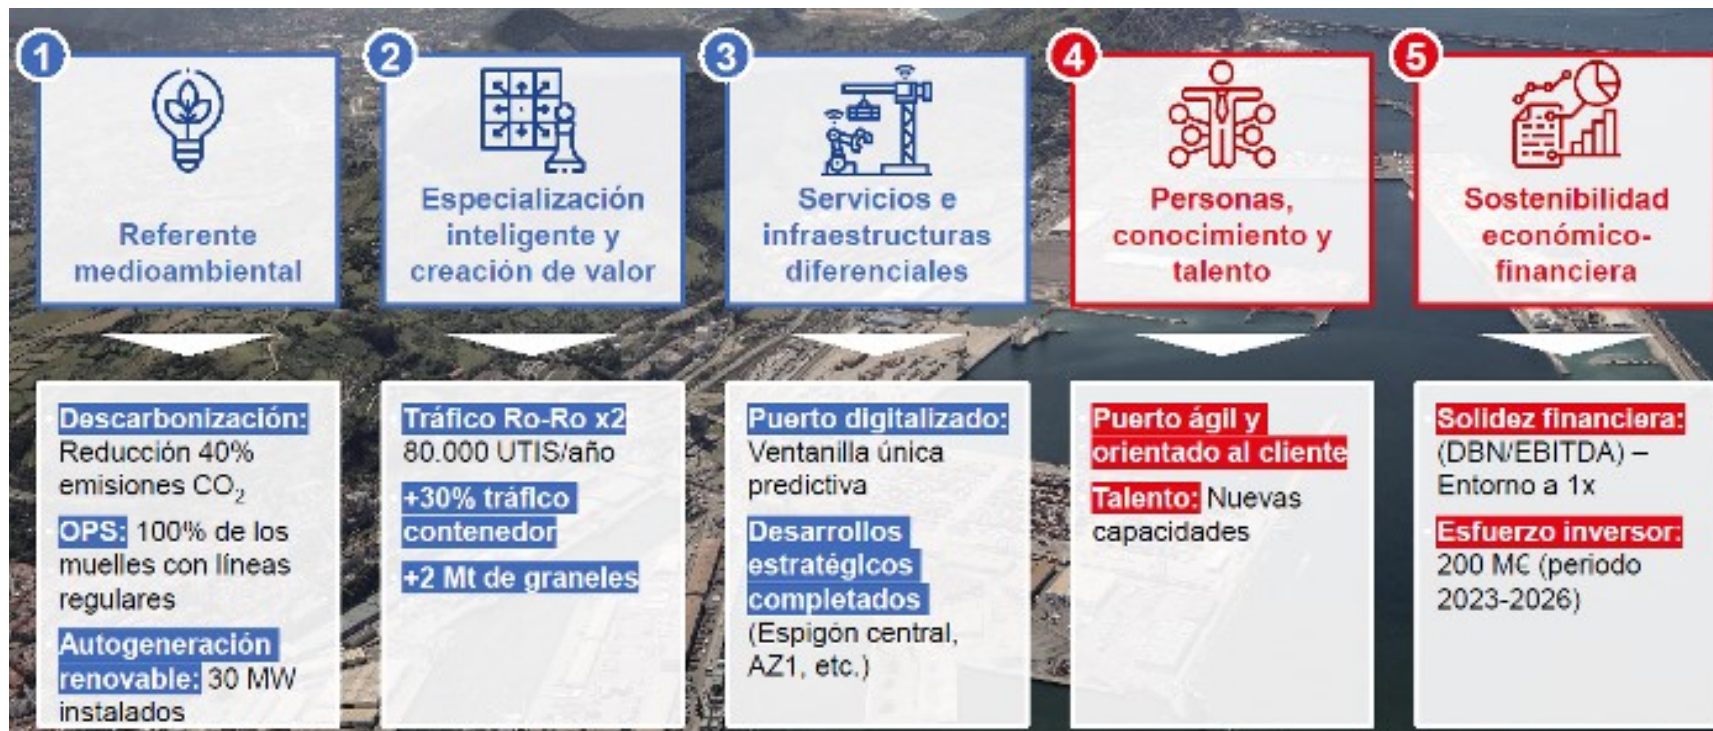 1
Referente
medioambiental
Descarbonización:
Reducción 40%
emisiones CO₂
OPS: 100% de los
muelles con líneas
regulares
Autogeneración
renovable: 30 MW
instalados
2
Especialización
inteligente y
creación de valor
Tráfico Ro-Ro x2
80.000 UTIS/año
+30% tráfico
contenedor
+2 Mt de graneles
3
Servicios e
infraestructuras
diferenciales
Puerto digitalizado:
Ventanilla única
predictiva
Desarrollos
estratégicos
completados
(Espigón central,
AZ1, etc.)
4
Personas,
conocimiento y
talento
Puerto ágil y
orientado al cliente
Talento: Nuevas
capacidades
5
Sostenibilidad
económico-
financiera
Solidez financiera:
(DBN/EBITDA) –
Entorno a 1x
Esfuerzo inversor:
200 M€ (periodo
2023-2026)